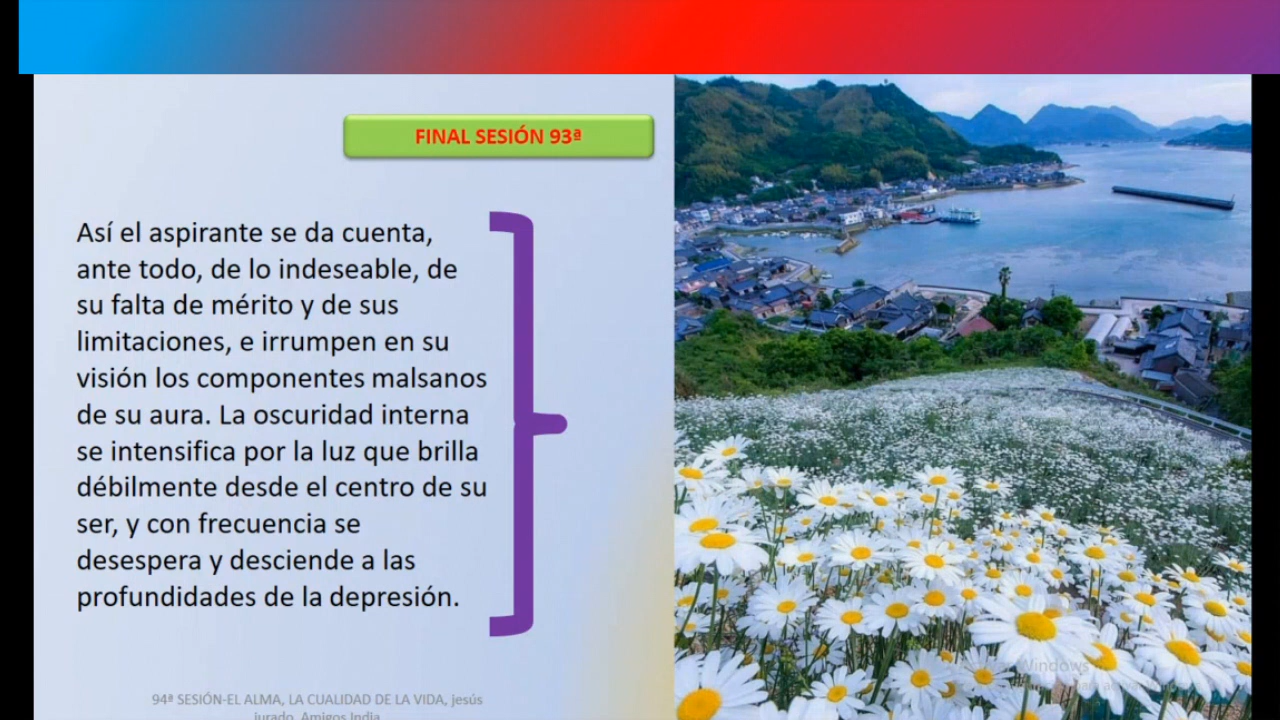 FINAL SESIÓN 93ª
Así el aspirante se da cuenta,
ante todo, de lo indeseable, de
su falta de mérito y de sus
limitaciones, e irrumpen en su
visión los componentes malsanos
de su aura. La oscuridad interna
se intensifica por la luz que brilla
débilmente desde el centro de su
ser, y con frecuencia se
desespera y desciende a las
profundidades de la depresión.
94ª SESIÓN-EL ALMA, LA CUALIDAD DE LA VIDA, jesús
jurado, Amigos India
Windows